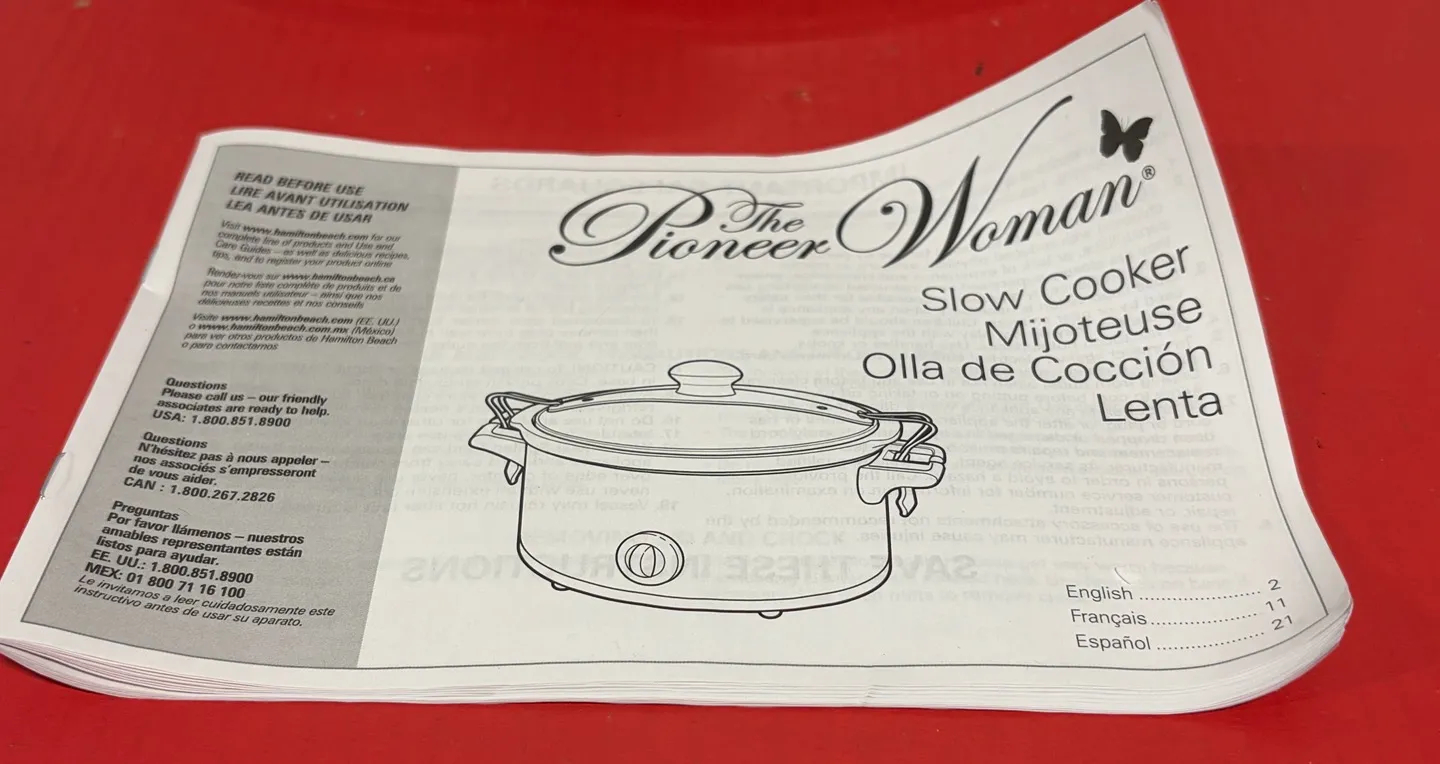 READ BEFORE USE
LIRE AVANT UTILISATION
LEA ANTES DE USAR
Visit www.hamiltonbeach.com for our
complete line of products and Use and
Care Guides – as well as delicious recipes,
tips, and to register your product online
Rendez-vous sur www.hamiltonbeach.ca
pour notre liste complète de produits et de
nos manuels utilisateur – ainsi que nos
délicieuses recettes et nos conseils
Visite www.hamiltonbeach.com (EE. UU.)
o www.hamiltonbeach.com.mx (México)
para ver otros productos de Hamilton Beach
o para contactarnos
Questions
Please call us – our friendly
associates are ready to help.
USA: 1.800.851.8900
Questions
N'hésitez pas à nous appeler –
nos associés s'empresseront
de vous aider.
CAN : 1.800.267.2826
Preguntas
Por favor llámenos – nuestros
amables representantes están
listos para ayudar.
EE. UU.: 1.800.851.8900
MEX: 01 800 71 16 100
Le invitamos a leer cuidadosamente este
instructivo antes de usar su aparato.
The
Pioneer Woman®
Slow Cooker
Mijoteuse
Olla de Cocción
Lenta
English ........................ 2
Français ..................... 11
Español ..................... 21